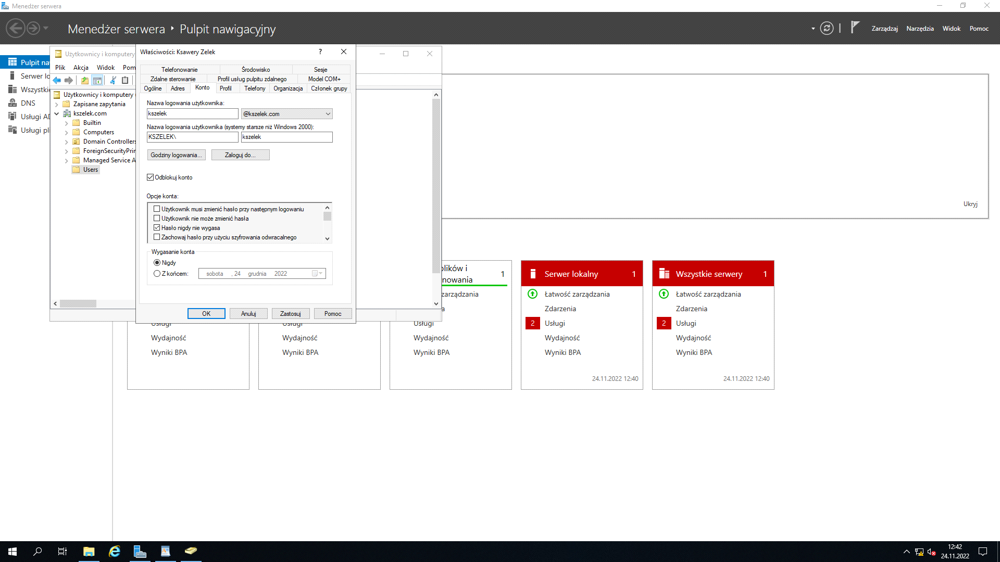 Menedżer serwera
Menedżer serwera ‣ Pulpit nawigacyjny
Zarządzaj Narzędzia Widok Pomoc
Pulpit na
Serwer lo
Wszystkie
DNS
Usługi AD
Usługi pli
Użytkownicy i komputery
Plik Akcja Widok Pom
Użytkownicy i komputery
Zapisane zapytania
kszelek.com
Builtin
Computers
Domain Controllers
ForeignSecurityPrin
Managed Service A
Users
Właściwości: Ksawery Zelek
Telefonowanie Środowisko Sesje
Zdalne sterowanie Profil usług pulpitu zdalnego Model COM+
Ogólne Adres Konto Profil Telefony Organizacja Członek grupy
Nazwa logowania użytkownika:
kszelek @kszelek.com
Nazwa logowania użytkownika (systemy starsze niż Windows 2000):
KSZELEK\ kszelek
Godziny logowania... Zaloguj do...
Odblokuj konto
Opcje konta:
Użytkownik musi zmienić hasło przy następnym logowaniu
Użytkownik nie może zmienić hasła
Hasło nigdy nie wygasa
Zachowaj hasło przy użyciu szyfrowania odwracalnego
Wygasanie konta
Nigdy
Z końcem: sobota , 24 grudnia 2022
OK Anuluj Zastosuj Pomoc
Ukryj
Usługi
Wydajność
Wyniki BPA
Usługi
Wydajność
Wyniki BPA
plików i 1
nowania
zarządzania
a
Usługi
Wydajność
Wyniki BPA
Serwer lokalny 1
Łatwość zarządzania
Zdarzenia
2 Usługi
Wydajność
Wyniki BPA
24.11.2022 12:40
Wszystkie serwery 1
Łatwość zarządzania
Zdarzenia
2 Usługi
Wydajność
Wyniki BPA
24.11.2022 12:40
12:42
24.11.2022